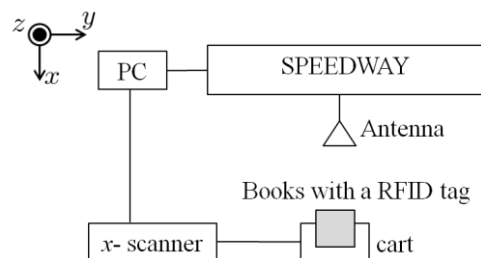 z
y
x
PC
SPEEDWAY
Antenna
Books with a RFID tag
x- scanner
cart